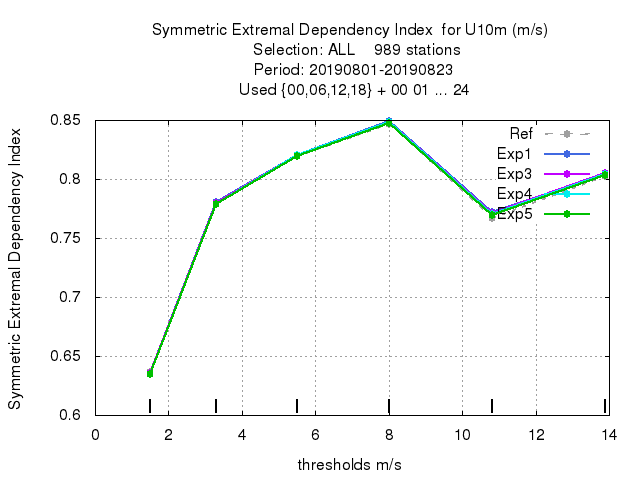 Symmetric Extremal Dependency Index  for U10m (m/s)
Selection: ALL    989 stations
Period: 20190801-20190823
Used {00,06,12,18} + 00 01 ... 24
Symmetric Extremal Dependency Index
0.85
0.8
0.75
0.7
0.65
0.6
Ref
Exp1
Exp3
Exp4
Exp5
0 2 4 6 8 10 12 14
thresholds m/s